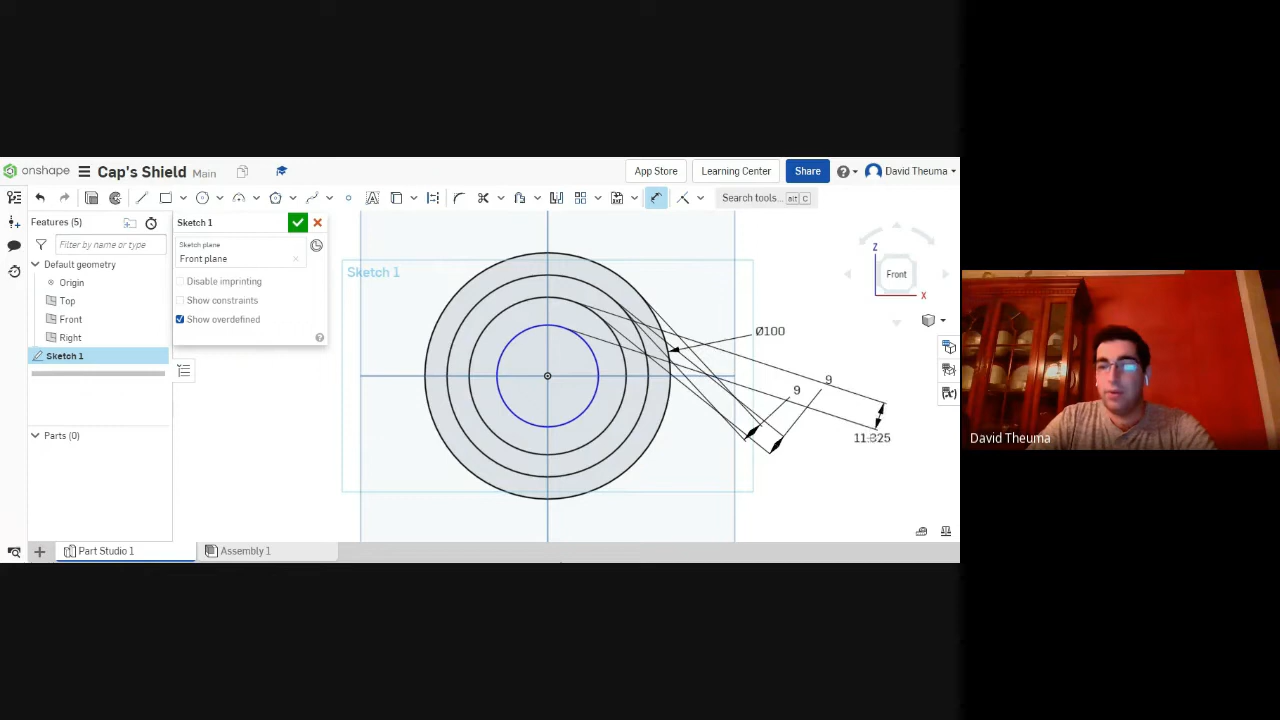 onshape
Cap's Shield
Main
App Store
Learning Center
Share
David Theuma
Search tools...
alt C
Features (5)
Filter by name or type
Default geometry
Origin
Top
Front
Right
Sketch 1
Parts (0)
Sketch 1
Sketch plane
Front plane
Disable imprinting
Show constraints
Show overdefined
Sketch 1
Ø100
9
9
11.825
Z
Front
X
David Theuma
Part Studio 1
Assembly 1